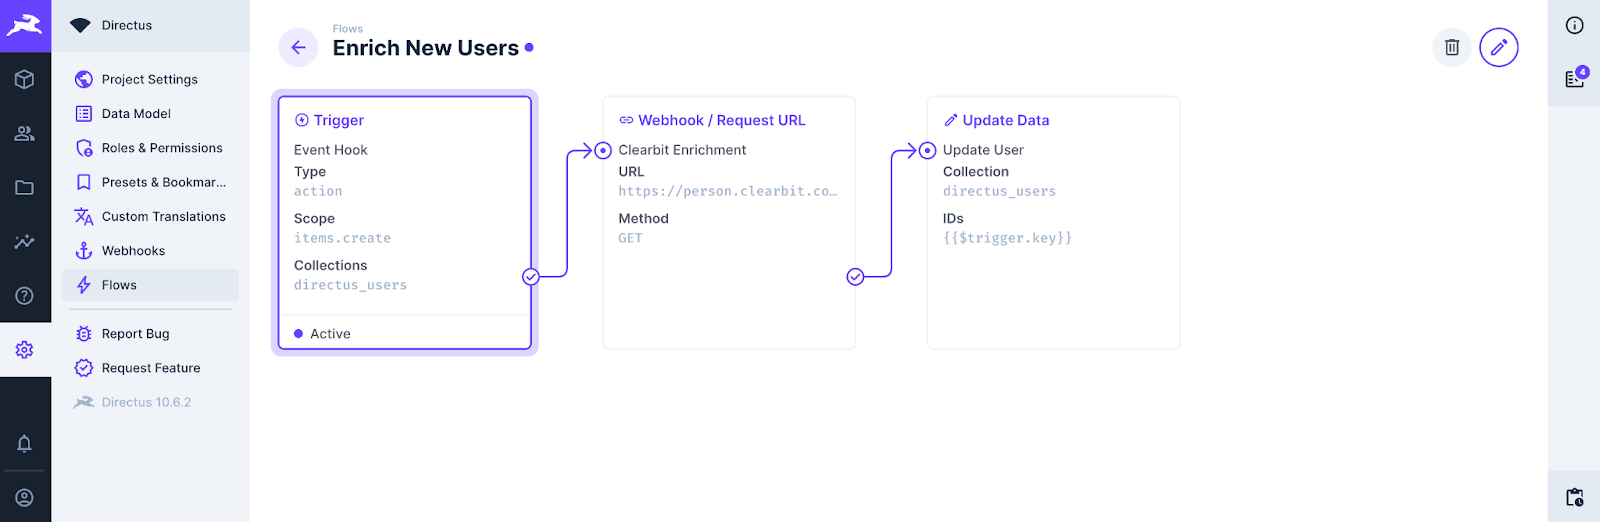 Directus
Project Settings
Data Model
Roles & Permissions
Presets & Bookmar...
Custom Translations
Webhooks
Flows
Report Bug
Request Feature
Directus 10.6.2
Flows
Enrich New Users
Trigger
Event Hook
Type
action
Scope
items.create
Collections
directus_users
Active
Webhook / Request URL
Clearbit Enrichment
URL
https://person.clearbit.co...
Method
GET
Update Data
Update User
Collection
directus_users
IDs
{{$trigger.key}}
4